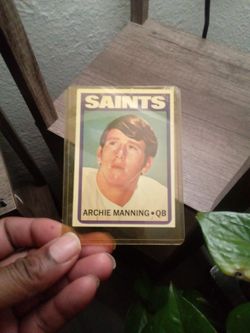 SAINTS
ARCHIE MANNING • QB